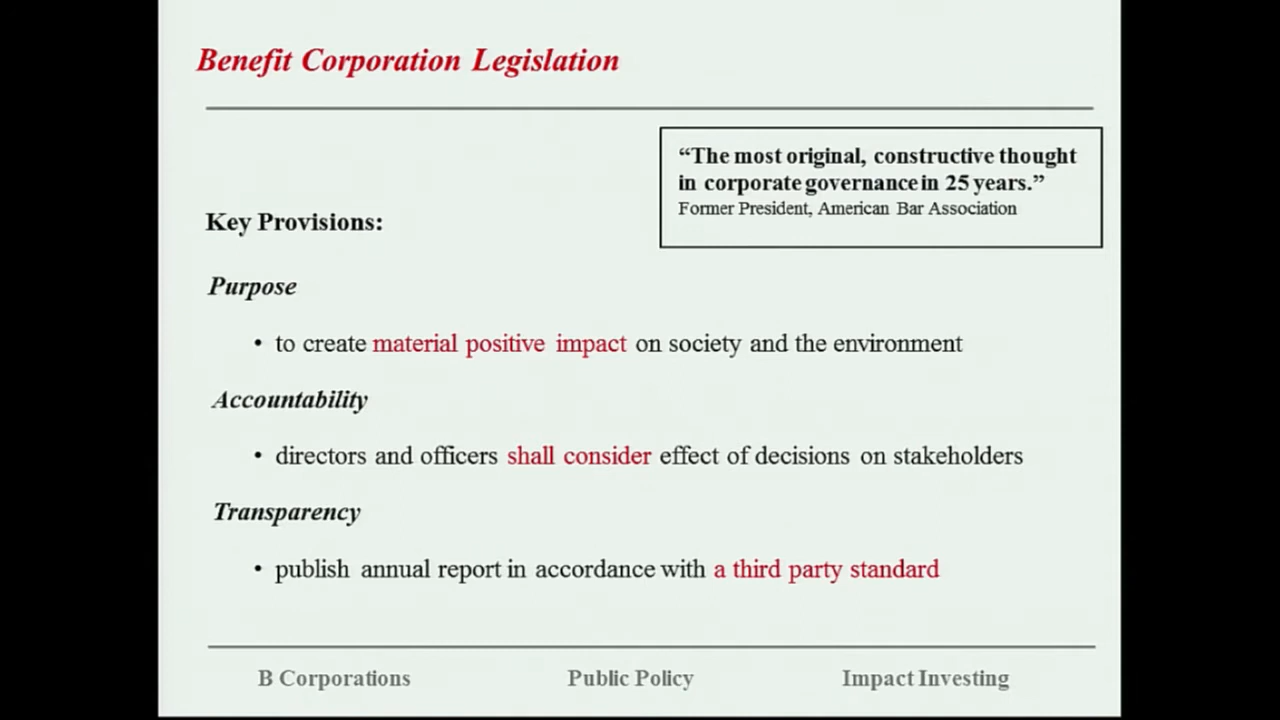 Benefit Corporation Legislation
“The most original, constructive thought
in corporate governance in 25 years.”
Former President, American Bar Association
Key Provisions:
Purpose
• to create material positive impact on society and the environment
Accountability
• directors and officers shall consider effect of decisions on stakeholders
Transparency
• publish annual report in accordance with a third party standard
B Corporations Public Policy Impact Investing